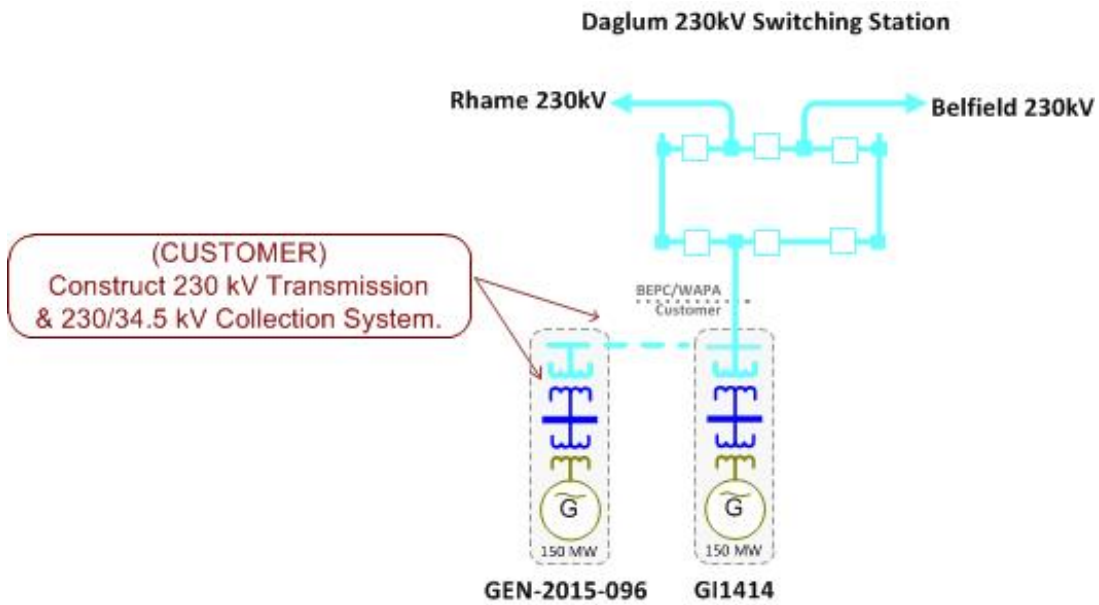 Daglum 230kV Switching Station
Rhame 230kV
Belfield 230kV
(CUSTOMER)
Construct 230 kV Transmission
& 230/34.5 kV Collection System.
BEPC/WAPA
Customer
G
G
150 MW
150 MW
GEN-2015-096
GI1414